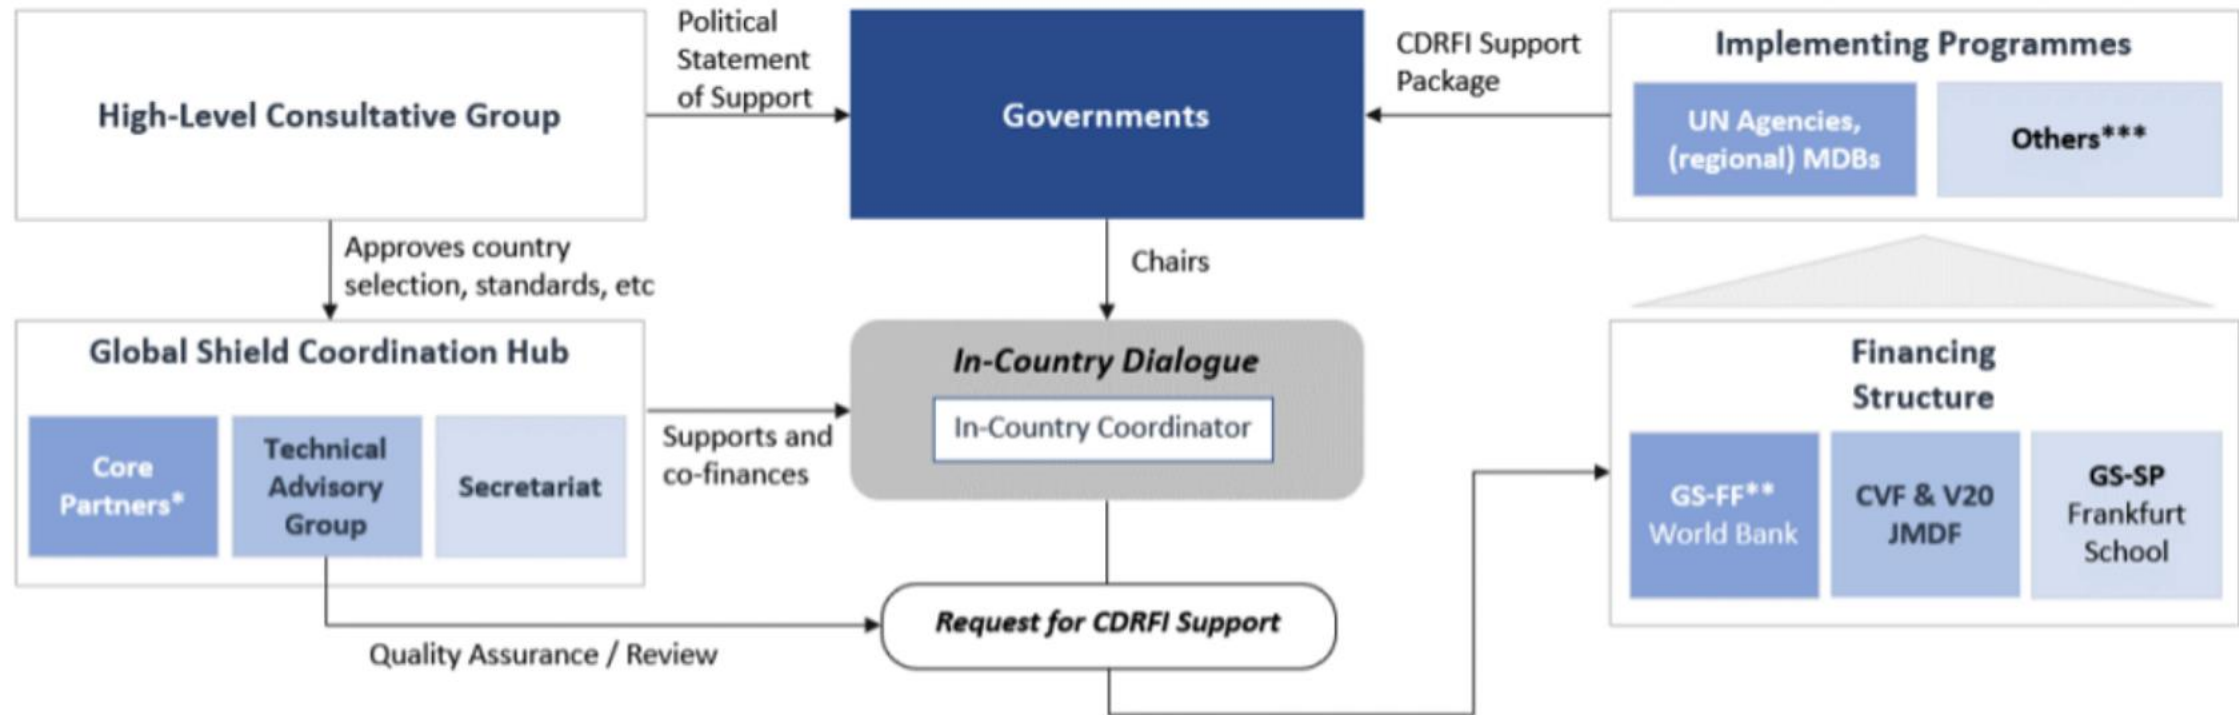 High-Level Consultative Group
Political
Statement
of Support
Governments
CDRFI Support
Package
Implementing Programmes
UN Agencies,
(regional) MDBs
Others***
Approves country
selection, standards, etc
Chairs
Global Shield Coordination Hub
Core
Partners*
Technical
Advisory
Group
Secretariat
Supports and
co-finances
In-Country Dialogue
In-Country Coordinator
Financing
Structure
GS-FF**
World Bank
CVF & V20
JMDF
GS-SP
Frankfurt
School
Quality Assurance / Review
Request for CDRFI Support